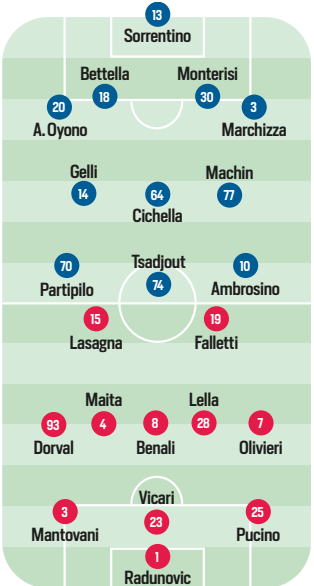 13
Sorrentino
Bettella Monterisi
20 18 30 3
A. Oyono Marchizza
Gelli Machin
14 64 77
Cichella
Tsadjout
70 74 10
Partipilo Ambrosino
15 19
Lasagna Falletti
Maita Lella
93 4 8 28 7
Dorval Benali Olivieri
Vicari
3 23 25
Mantovani Pucino
1
Radunovic